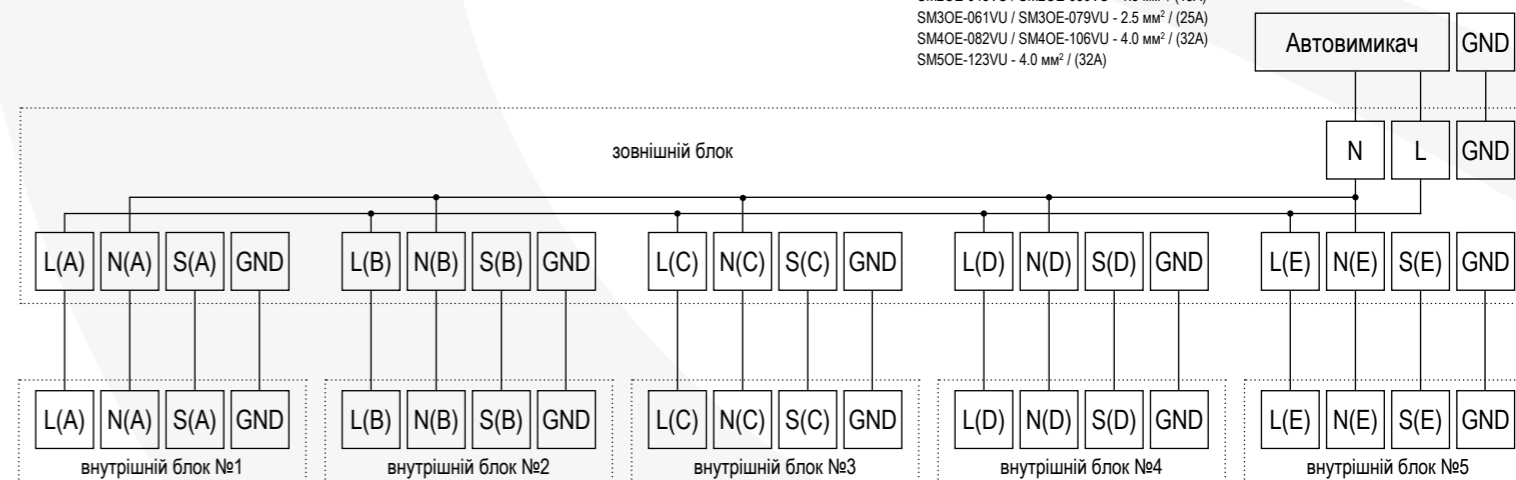 SM3OE-061VU / SM3OE-079VU - 2.5 мм² / (25A)
SM4OE-082VU / SM4OE-106VU - 4.0 мм² / (32A)
SM5OE-123VU - 4.0 мм² / (32A)
Автовимикач GND
зовнішній блок N L GND
L(A) N(A) S(A) GND L(B) N(B) S(B) GND L(C) N(C) S(C) GND L(D) N(D) S(D) GND L(E) N(E) S(E) GND
L(A) N(A) S(A) GND L(B) N(B) S(B) GND L(C) N(C) S(C) GND L(D) N(D) S(D) GND L(E) N(E) S(E) GND
внутрішній блок №1 внутрішній блок №2 внутрішній блок №3 внутрішній блок №4 внутрішній блок №5